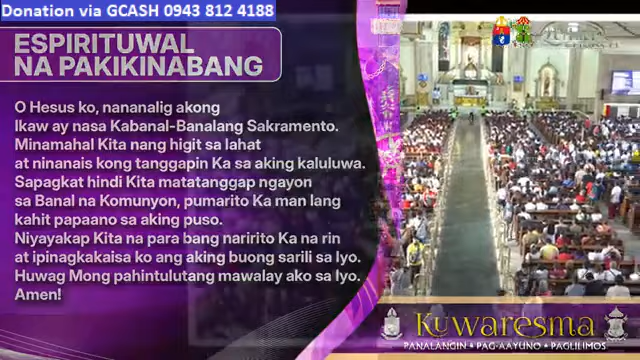 Donation via GCASH 0943 812 4188
ESPIRITUWAL
NA PAKIKINABANG
O Hesus ko, nananalig akong
Ikaw ay nasa Kabanal-Banalang Sakramento.
Minamahal Kita nang higit sa lahat
at ninanais kong tanggapin Ka sa aking kaluluwa.
Sapagkat hindi Kita matatanggap ngayon
sa Banal na Komunyon, pumarito Ka man lang
kahit papaano sa aking puso.
Niyayakap Kita na para bang naririto Ka na rin
at ipinagkakaisa ko ang aking buong sarili sa Iyo.
Huwag Mong pahintulutang mawalay ako sa Iyo.
Amen!
Kuwaresma
PANALANGIN • PAG-AAYUNO • PAGLILIMOS